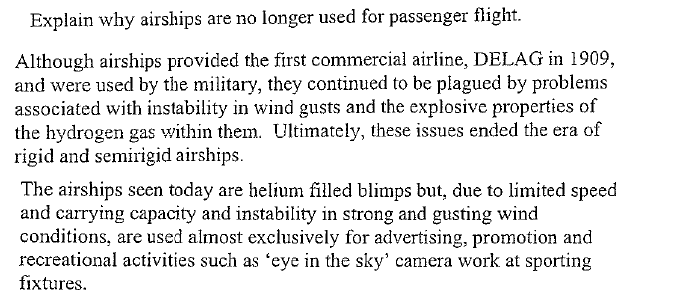 Explain why airships are no longer used for passenger flight.
Although airships provided the first commercial airline, DELAG in 1909,
and were used by the military, they continued to be plagued by problems
associated with instability in wind gusts and the explosive properties of
the hydrogen gas within them. Ultimately, these issues ended the era of
rigid and semirigid airships.
The airships seen today are helium filled blimps but, due to limited speed
and carrying capacity and instability in strong and gusting wind
conditions, are used almost exclusively for advertising, promotion and
recreational activities such as ‘eye in the sky’ camera work at sporting
fixtures.